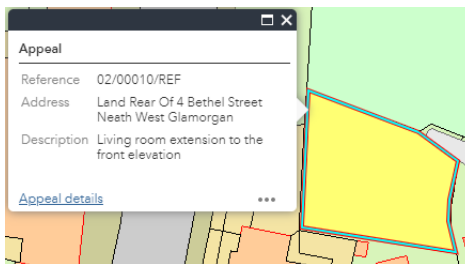 Appeal
Reference 02/00010/REF
Address Land Rear Of 4 Bethel Street
Neath West Glamorgan
Description Living room extension to the
front elevation
Appeal details